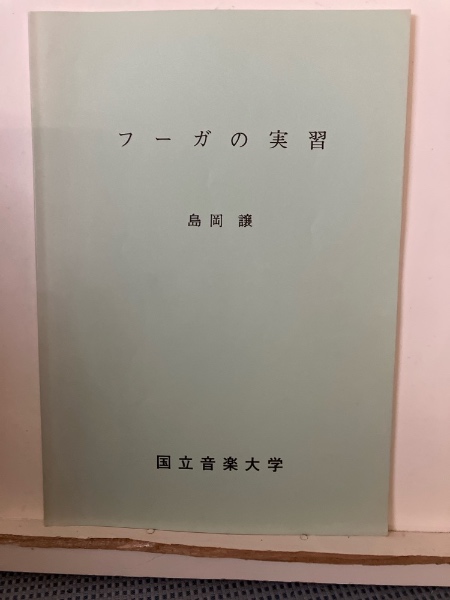 フーガの実習
島岡 譲
国立音楽大学